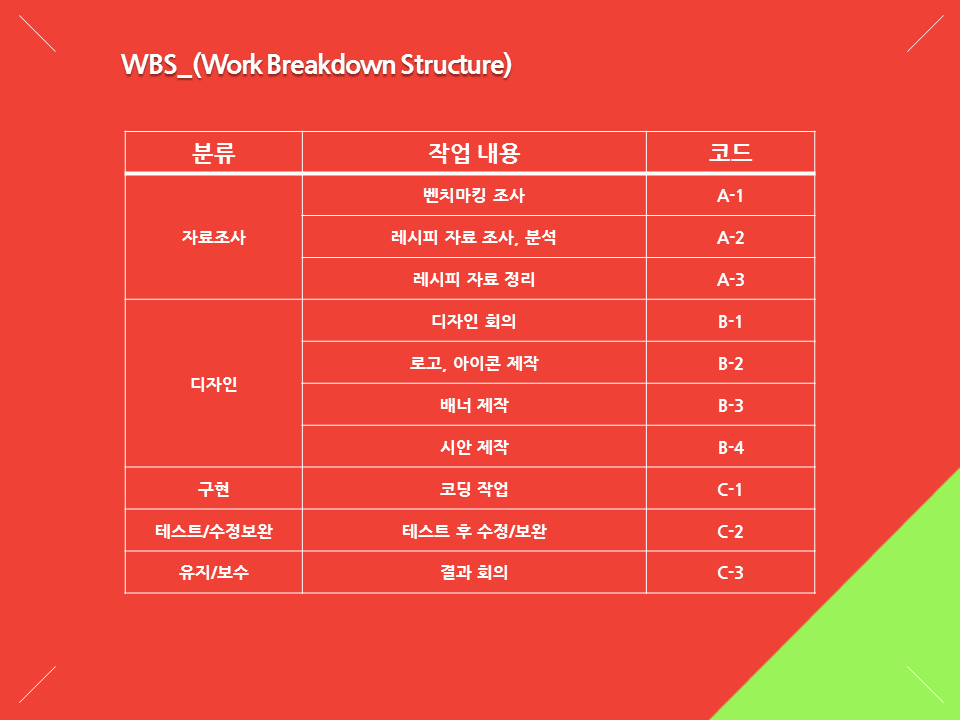 WBS_(Work Breakdown Structure)
분류 작업 내용 코드
자료조사 벤치마킹 조사 A-1
레시피 자료 조사, 분석 A-2
레시피 자료 정리 A-3
디자인 디자인 회의 B-1
로고, 아이콘 제작 B-2
배너 제작 B-3
시안 제작 B-4
구현 코딩 작업 C-1
테스트/수정보완 테스트 후 수정/보완 C-2
유지/보수 결과 회의 C-3